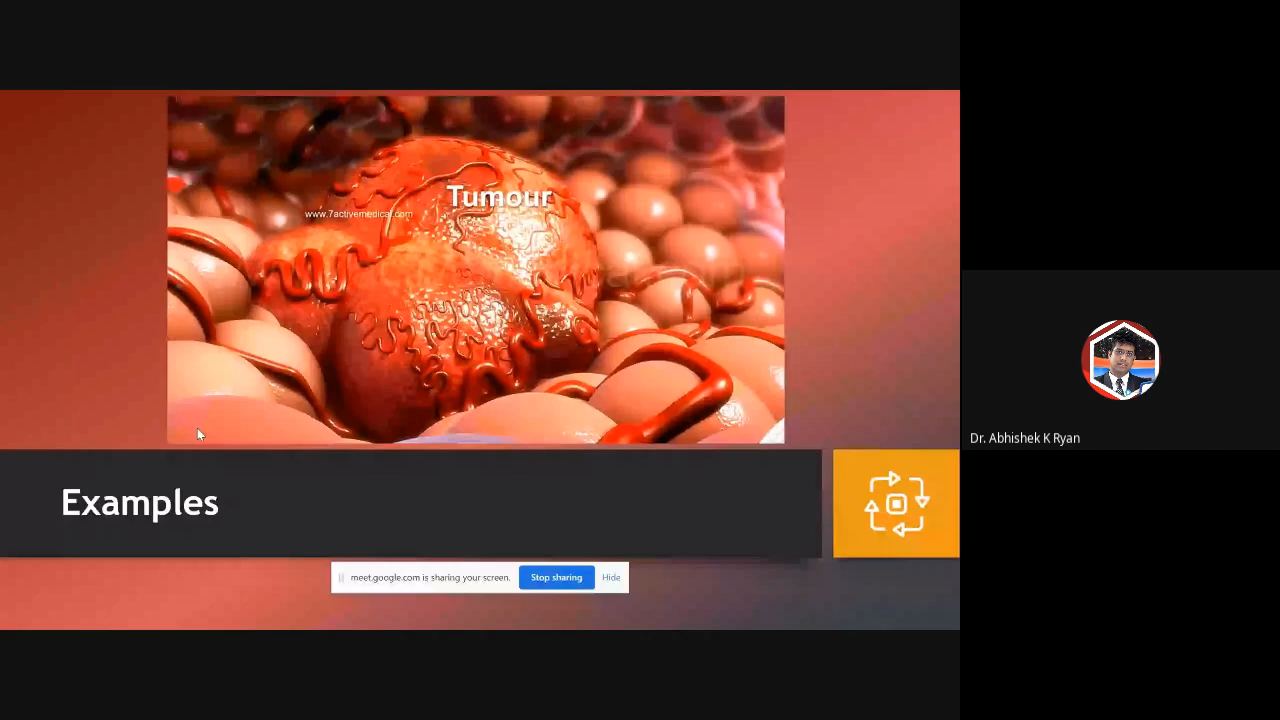 Tumour
www.7activemedical.com
Examples
meet.google.com is sharing your screen. Stop sharing Hide
Dr. Abhishek K Ryan